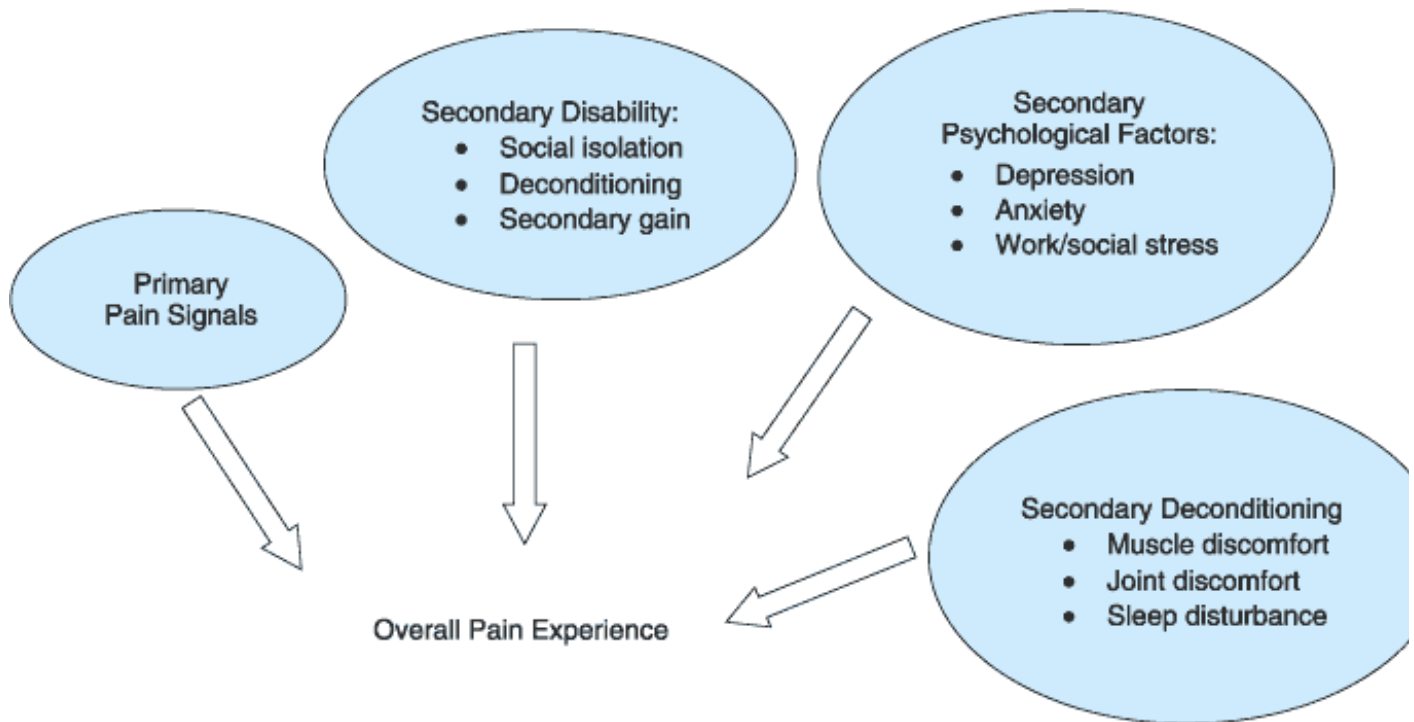 Primary
Pain Signals
Secondary Disability:
• Social isolation
• Deconditioning
• Secondary gain
Secondary
Psychological Factors:
• Depression
• Anxiety
• Work/social stress
Secondary Deconditioning
• Muscle discomfort
• Joint discomfort
• Sleep disturbance
Overall Pain Experience